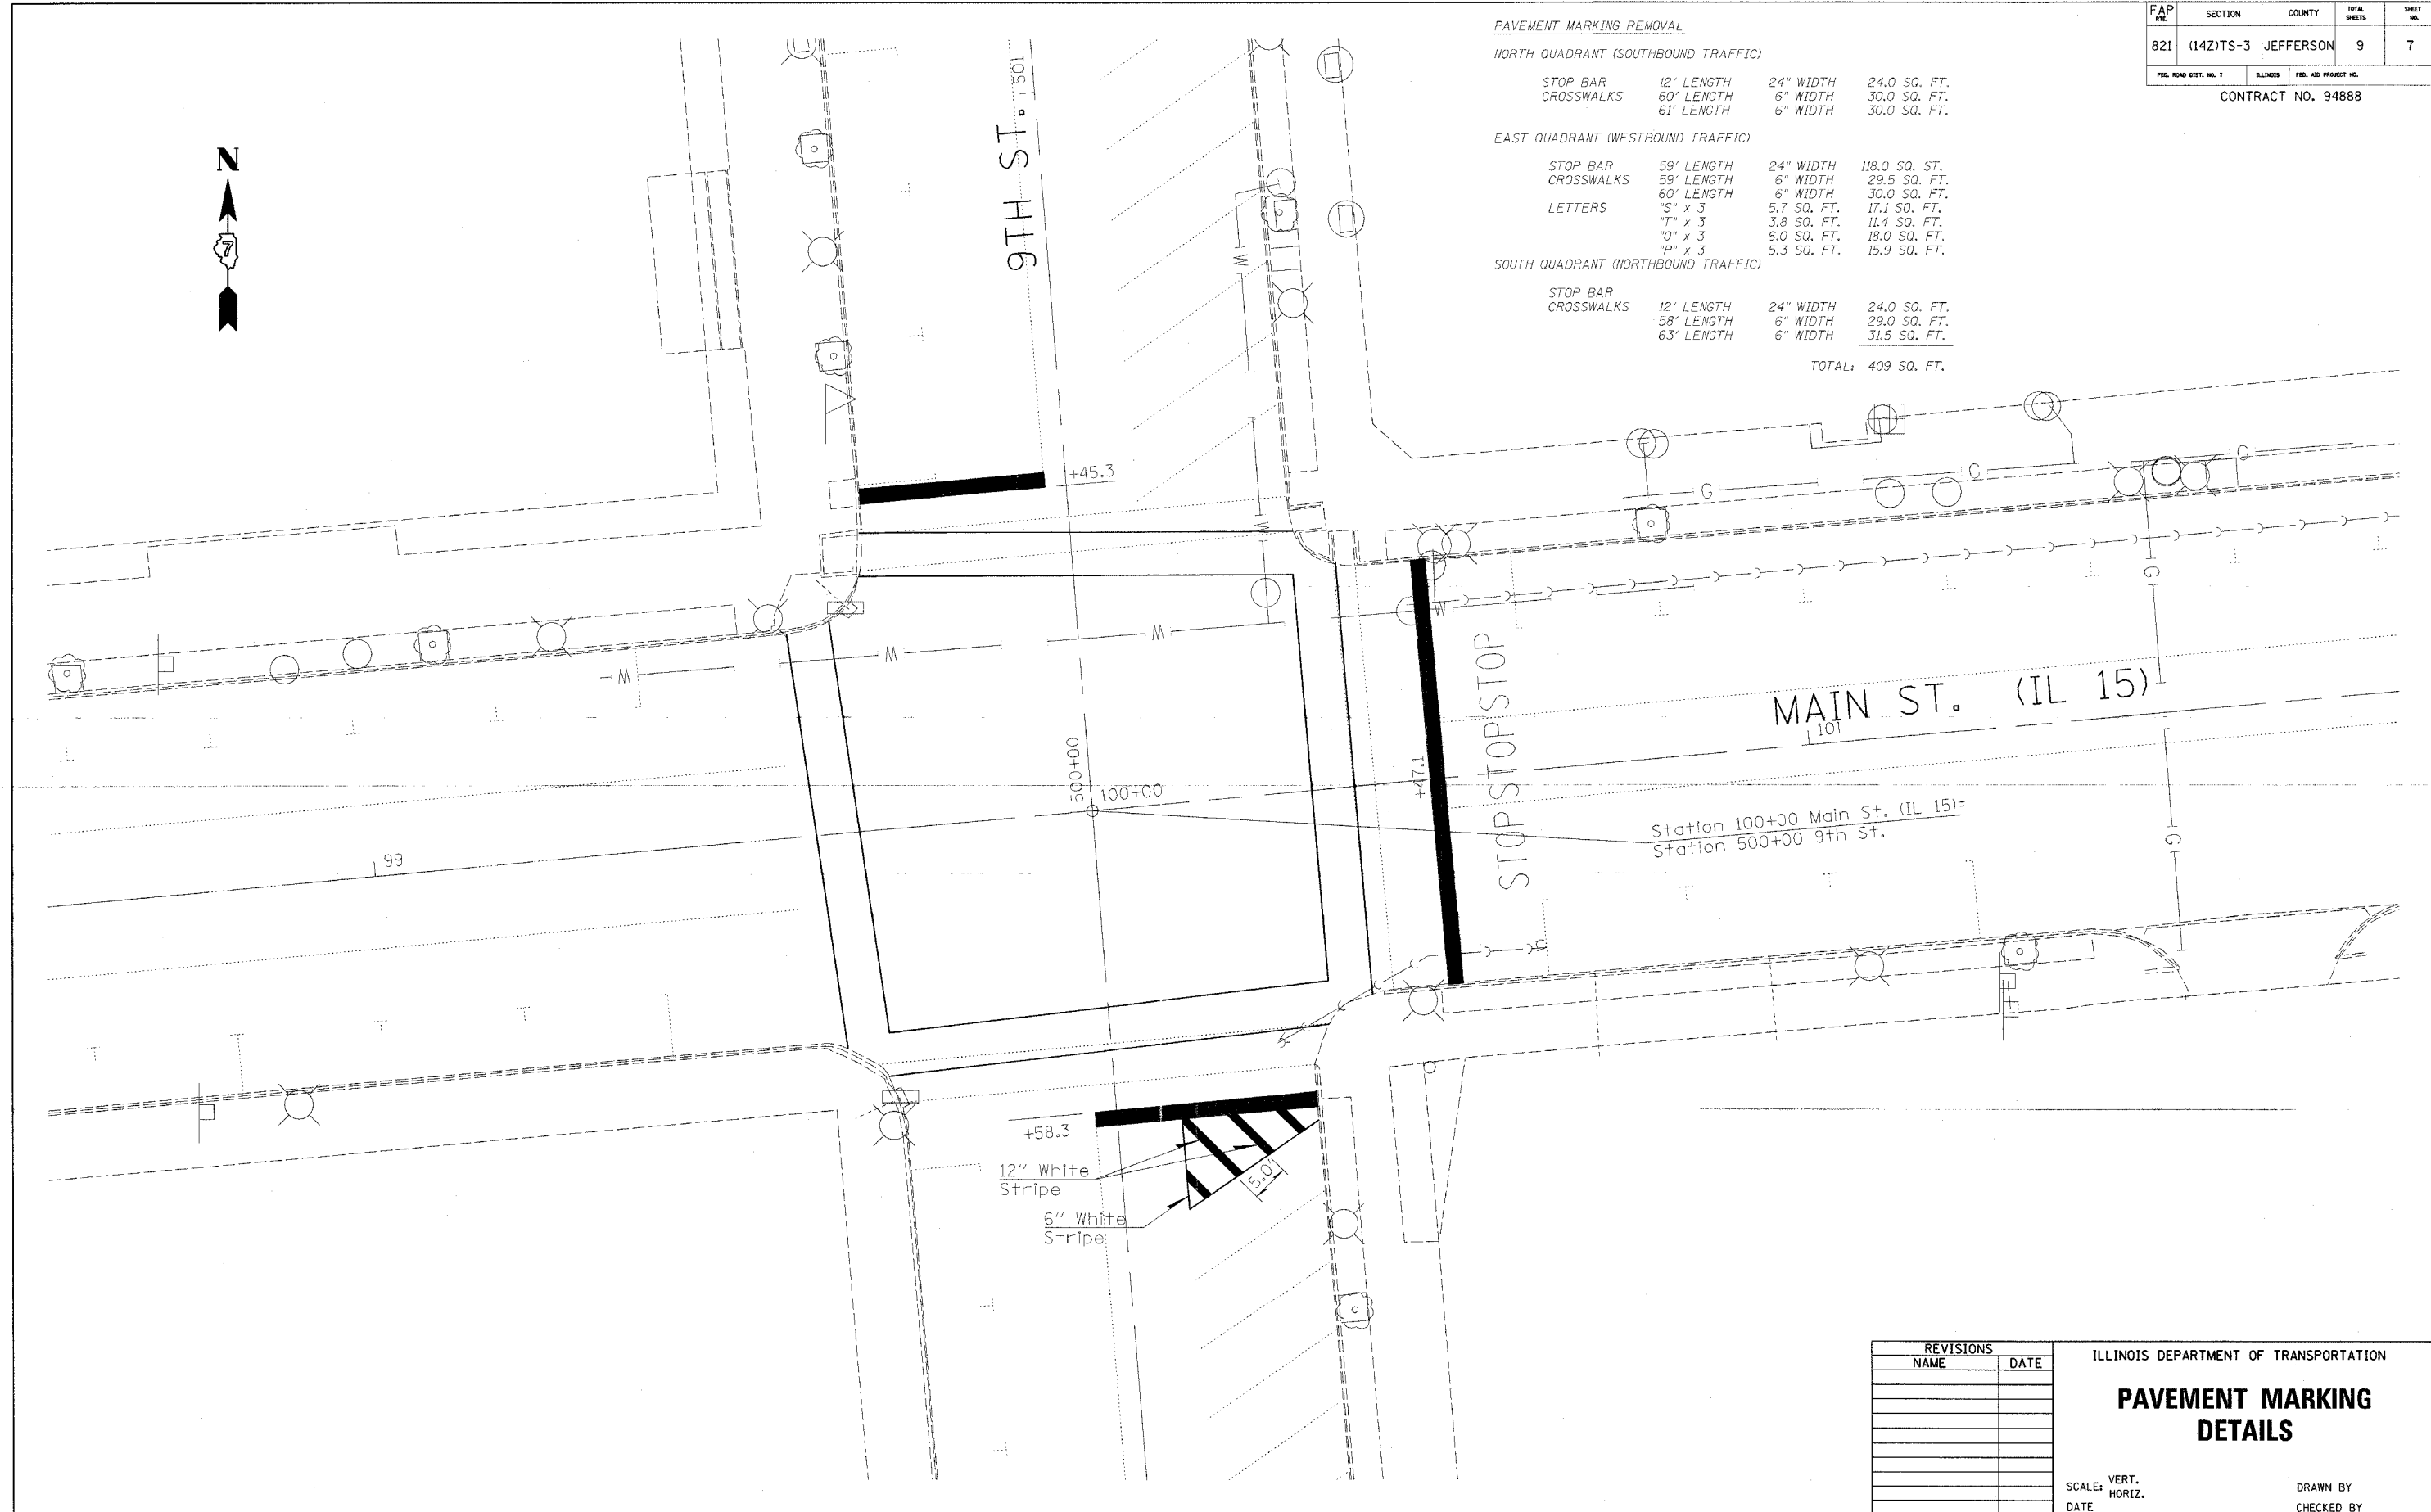 FAP RTE. SECTION COUNTY TOTAL SHEETS SHEET NO.
821 (14Z)TS-3 JEFFERSON 9 7
FED. ROAD DIST. NO. 7 ILLINOIS FED. AID PROJECT NO.
CONTRACT NO. 94888
PAVEMENT MARKING REMOVAL
NORTH QUADRANT (SOUTHBOUND TRAFFIC)
STOP BAR 12' LENGTH 24" WIDTH 24.0 SQ. FT.
CROSSWALKS 60' LENGTH 6" WIDTH 30.0 SQ. FT.
61' LENGTH 6" WIDTH 30.0 SQ. FT.
EAST QUADRANT (WESTBOUND TRAFFIC)
STOP BAR 59' LENGTH 24" WIDTH 118.0 SQ. ST.
CROSSWALKS 59' LENGTH 6" WIDTH 29.5 SQ. FT.
60' LENGTH 6" WIDTH 30.0 SQ. FT.
LETTERS "S" x 3 5.7 SQ. FT. 17.1 SQ. FT.
"T" x 3 3.8 SQ. FT. 11.4 SQ. FT.
"O" x 3 6.0 SQ. FT. 18.0 SQ. FT.
"P" x 3 5.3 SQ. FT. 15.9 SQ. FT.
SOUTH QUADRANT (NORTHBOUND TRAFFIC)
STOP BAR
CROSSWALKS 12' LENGTH 24" WIDTH 24.0 SQ. FT.
58' LENGTH 6" WIDTH 29.0 SQ. FT.
63' LENGTH 6" WIDTH 31.5 SQ. FT.
TOTAL: 409 SQ. FT.
N
7
9TH ST.
501
W
+45.3
G
G
G
W
W
W
W
W
W
G
STOP STOP STOP
MAIN ST. (IL 15)
101
+47.1
500+00
100+00
Station 100+00 Main St. (IL 15)=
Station 500+00 9th St.
G
99
+58.3
12" White
Stripe
5.0'
6" White
Stripe
REVISIONS
NAME DATE
ILLINOIS DEPARTMENT OF TRANSPORTATION
PAVEMENT MARKING
DETAILS
SCALE: VERT.
HORIZ.
DRAWN BY
DATE
CHECKED BY